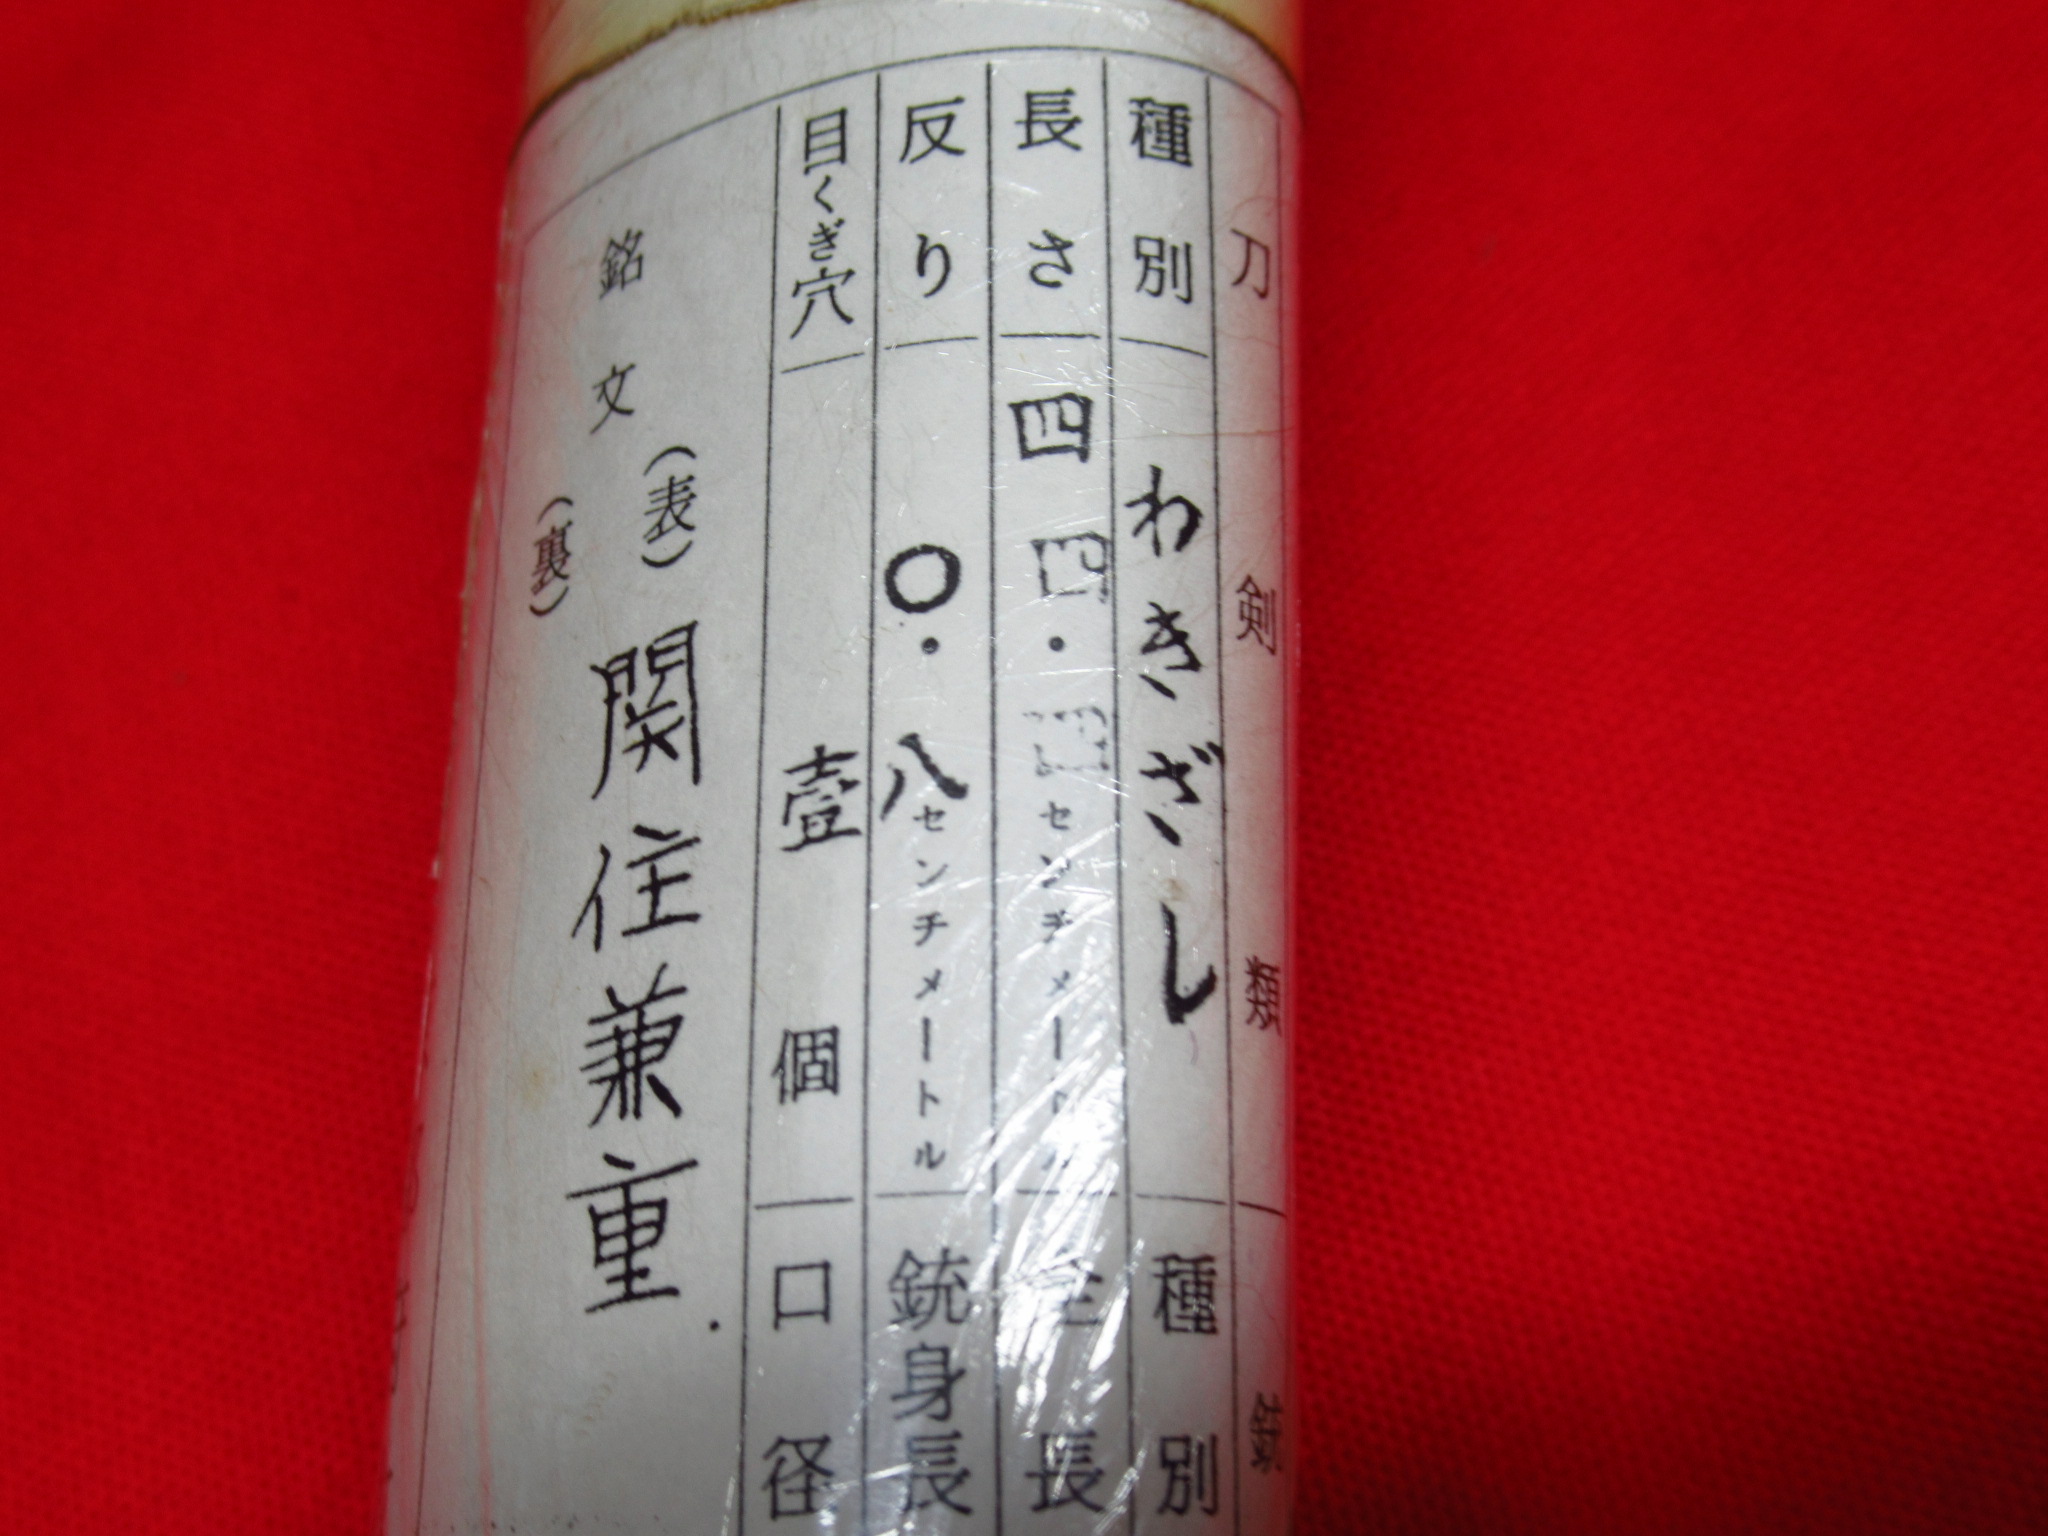 刀剣類 銃
種別 わきざし 種別
長さ 四四・四センチメートル 全長
反り 〇・八センチメートル 銃身長
目くぎ穴 壹個 口径
銘文 (表) 関住兼重
(裏)